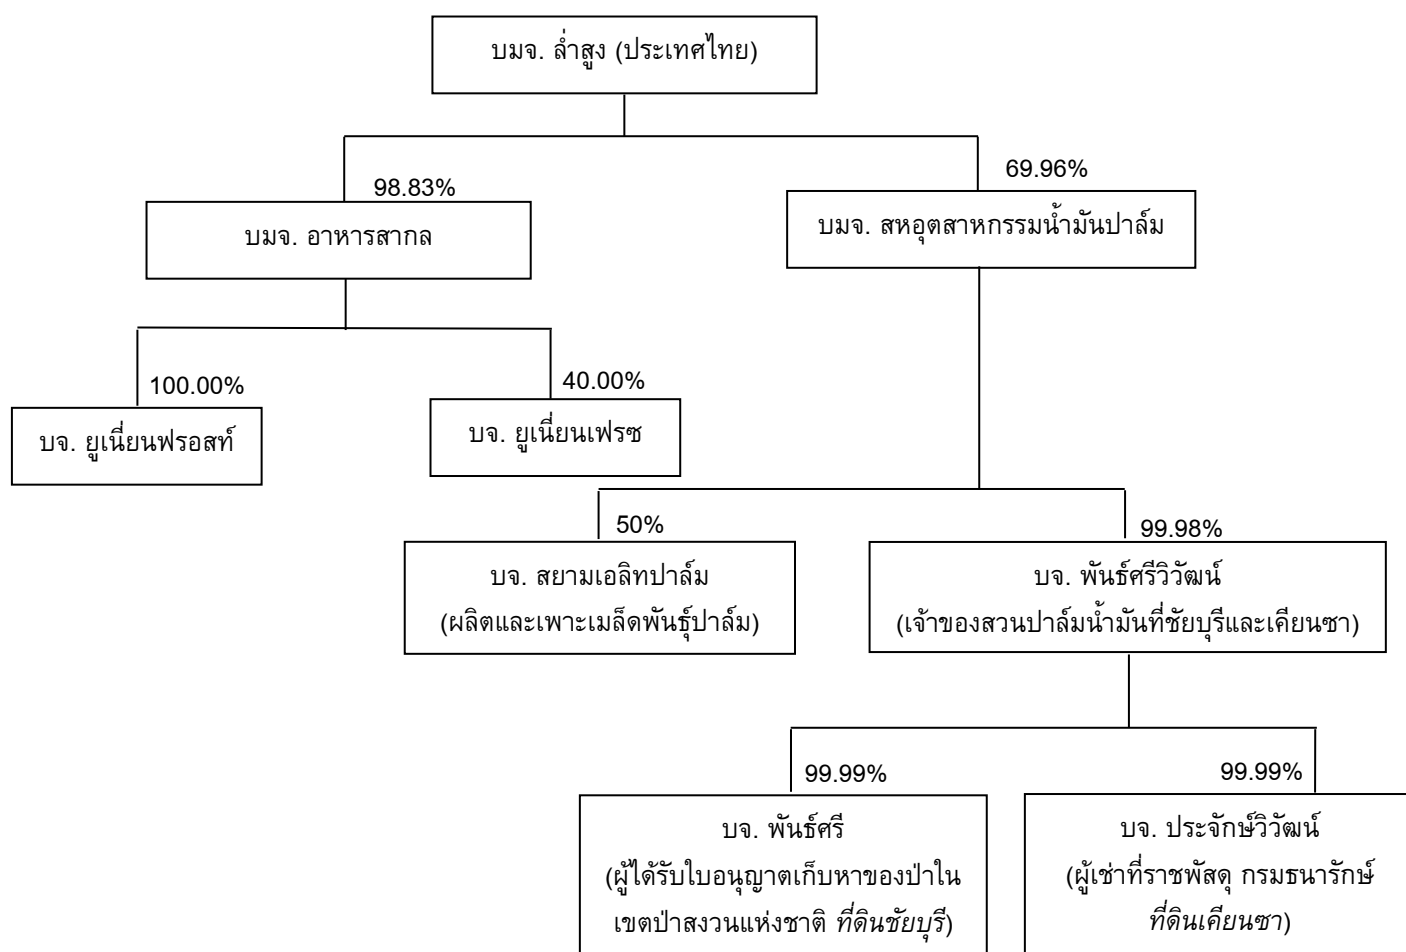 บมจ. ล่ำสูง (ประเทศไทย)
98.83%
69.96%
บมจ. อาหารสากล
บมจ. สหอุตสาหกรรมน้ำมันปาล์ม
100.00%
40.00%
บจ. ยูเนี่ยนฟรอสท์
บจ. ยูเนี่ยนเฟรช
50%
99.98%
บจ. สยามเอลิทปาล์ม
(ผลิตและเพาะเมล็ดพันธุ์ปาล์ม)
บจ. พันธ์ศรีวิวัฒน์
(เจ้าของสวนปาล์มน้ำมันที่ชัยบุรีและเคียนซา)
99.99%
99.99%
บจ. พันธ์ศรี
(ผู้ได้รับใบอนุญาตเก็บหาของป่าใน
เขตป่าสงวนแห่งชาติ ที่ดินชัยบุรี)
บจ. ประจักษ์วิวัฒน์
(ผู้เช่าที่ราชพัสดุ กรมธนารักษ์
ที่ดินเคียนซา)